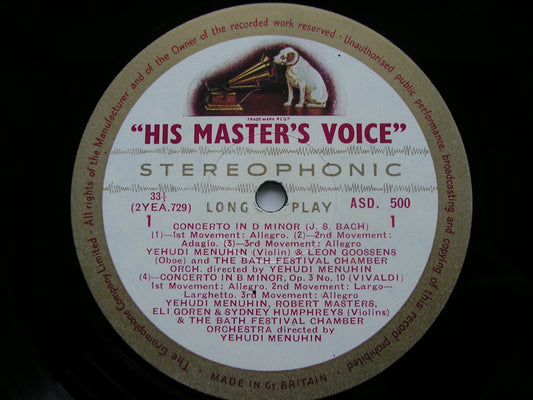 All rights of the Manufacturer and of the Owner of the recorded work reserved · Unauthorised public performance, broadcasting and copying of this record prohibited ·
The Gramophone Company Limited ·
TRADE MARK REGD
"HIS MASTER'S VOICE"
STEREOPHONIC
33⅓
(2YEA.729)
LONG PLAY
ASD. 500
1 1
CONCERTO IN D MINOR (J. S. BACH)
(1)—1st Movement: Allegro. (2)—2nd Movement:
Adagio. (3)—3rd Movement: Allegro
YEHUDI MENUHIN (Violin) & LEON GOOSSENS
(Oboe) and THE BATH FESTIVAL CHAMBER
ORCH. directed by YEHUDI MENUHIN
(4)—CONCERTO IN B MINOR, Op. 3 No. 10 (VIVALDI)
1st Movement: Allegro. 2nd Movement: Largo—
Larghetto. 3rd Movement: Allegro
YEHUDI MENUHIN, ROBERT MASTERS,
ELI GOREN & SYDNEY HUMPHREYS (Violins)
& THE BATH FESTIVAL CHAMBER
ORCHESTRA directed by
YEHUDI MENUHIN
MADE IN GT. BRITAIN